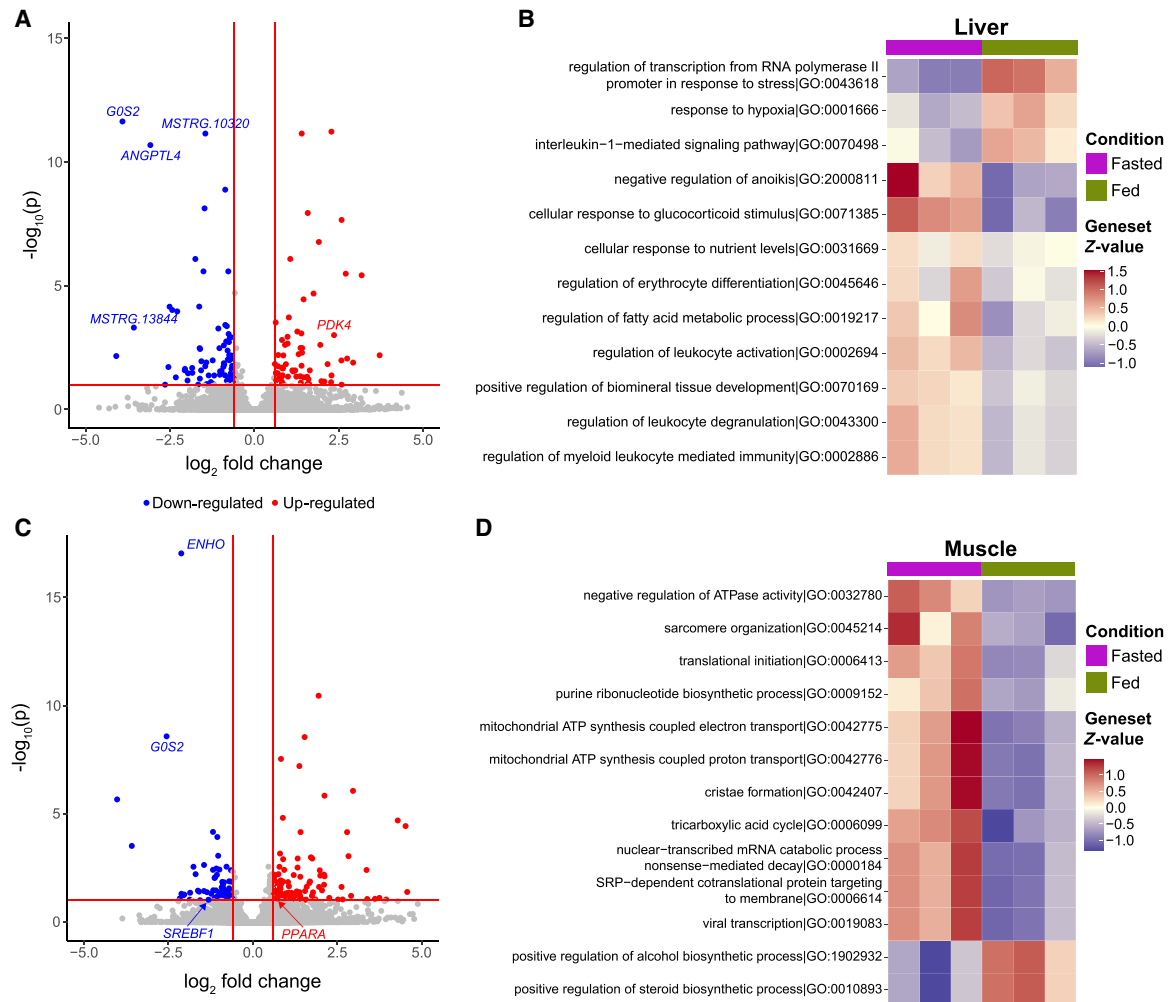 A
15
10
5
0
-log10(p)
G0S2
MSTRG.10320
ANGPTL4
MSTRG.13844
PDK4
−5.0
−2.5
0.0
2.5
5.0
log2 fold change
B
Liver
regulation of transcription from RNA polymerase II
promoter in response to stress|GO:0043618
response to hypoxia|GO:0001666
interleukin−1−mediated signaling pathway|GO:0070498
negative regulation of anoikis|GO:2000811
cellular response to glucocorticoid stimulus|GO:0071385
cellular response to nutrient levels|GO:0031669
regulation of erythrocyte differentiation|GO:0045646
regulation of fatty acid metabolic process|GO:0019217
regulation of leukocyte activation|GO:0002694
positive regulation of biomineral tissue development|GO:0070169
regulation of leukocyte degranulation|GO:0043300
regulation of myeloid leukocyte mediated immunity|GO:0002886
Condition
Fasted
Fed
Geneset
Z-value
1.5
1.0
0.5
0.0
−0.5
−1.0
Down-regulated Up-regulated
C
15
10
5
0
-log10(p)
ENHO
G0S2
SREBF1
PPARA
−5.0
−2.5
0.0
2.5
5.0
log2 fold change
D
Muscle
negative regulation of ATPase activity|GO:0032780
sarcomere organization|GO:0045214
translational initiation|GO:0006413
purine ribonucleotide biosynthetic process|GO:0009152
mitochondrial ATP synthesis coupled electron transport|GO:0042775
mitochondrial ATP synthesis coupled proton transport|GO:0042776
cristae formation|GO:0042407
tricarboxylic acid cycle|GO:0006099
nuclear-transcribed mRNA catabolic process
nonsense-mediated decay|GO:0000184
SRP-dependent cotranslational protein targeting
to membrane|GO:0006614
viral transcription|GO:0019083
positive regulation of alcohol biosynthetic process|GO:1902932
positive regulation of steroid biosynthetic process|GO:0010893
Condition
Fasted
Fed
Geneset
Z-value
1.0
0.5
0.0
−0.5
−1.0